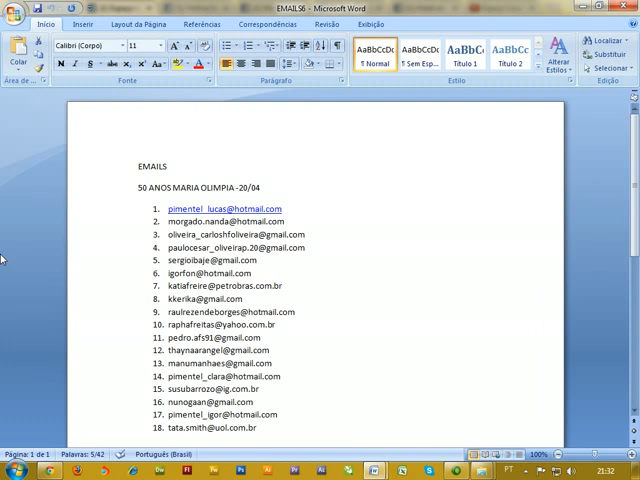 EMAILS6 - Microsoft Word
Início Inserir Layout da Página Referências Correspondências Revisão Exibição
Colar
Calibri (Corpo) 11
AaBbCcDc AaBbCcDc AaBbC AaBbCc
¶ Normal ¶ Sem Esp... Título 1 Título 2
Alterar Estilos
Localizar
Substituir
Selecionar
Área de... Fonte Parágrafo Estilo Edição
EMAILS
50 ANOS MARIA OLIMPIA -20/04
1. pimentel_lucas@hotmail.com
2. morgado.nanda@hotmail.com
3. oliveira_carloshfoliveira@gmail.com
4. paulocesar_oliveirap.20@gmail.com
5. sergioibaje@gmail.com
6. igorfon@hotmail.com
7. katiafreire@petrobras.com.br
8. kkerika@gmail.com
9. raulrezendeborges@hotmail.com
10. raphafreitas@yahoo.com.br
11. pedro.afs91@gmail.com
12. thaynaarangel@gmail.com
13. manumanhaes@gmail.com
14. pimentel_clara@hotmail.com
15. susubarrozo@ig.com.br
16. nunogaan@gmail.com
17. pimentel_igor@hotmail.com
18. tata.smith@uol.com.br
Página: 1 de 1 Palavras: 5/42 Português (Brasil) 100%
PT 21:32